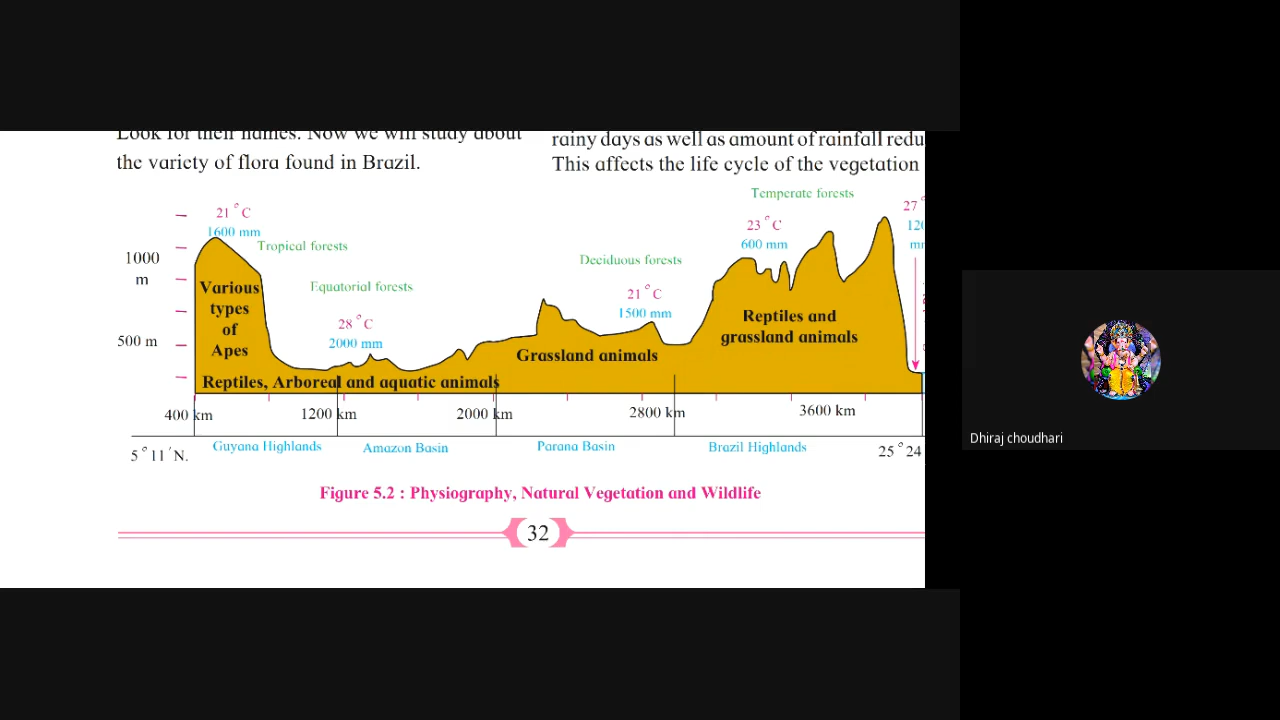 Look for their names. Now we will study about
the variety of flora found in Brazil.
rainy days as well as amount of rainfall redu
This affects the life cycle of the vegetation
Temperate forests
21 °C
1600 mm
Tropical forests
23 °C
600 mm
27 °
120
mm
1000
m
Deciduous forests
Various
types
of
Apes
Equatorial forests
28 °C
2000 mm
21 °C
1500 mm
Reptiles and
grassland animals
500 m
Grassland animals
Reptiles, Arboreal and aquatic animals
400 km
1200 km
2000 km
2800 km
3600 km
5°11′N.
Guyana Highlands
Amazon Basin
Parana Basin
Brazil Highlands
25°24
Figure 5.2 : Physiography, Natural Vegetation and Wildlife
32
Dhiraj choudhari